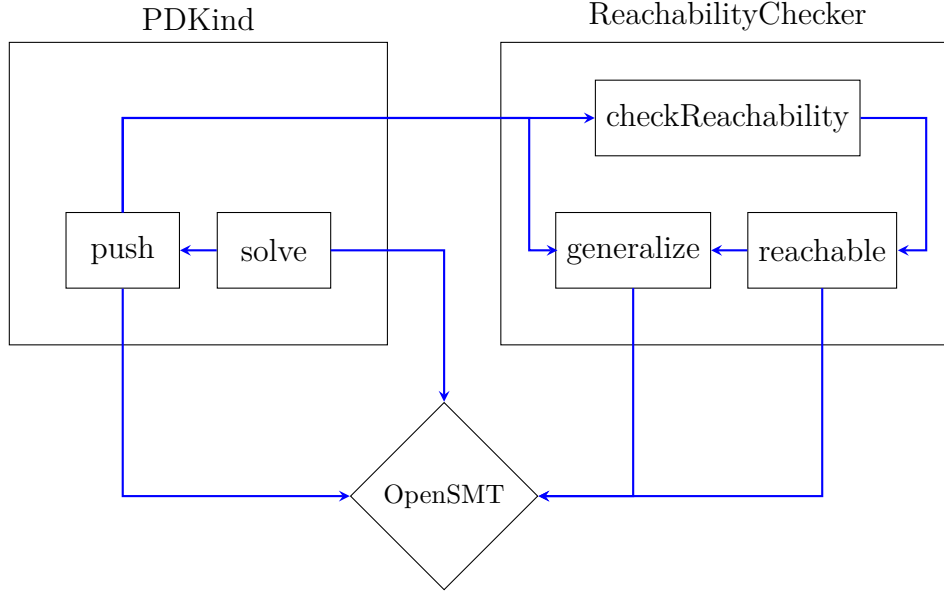 PDKind
ReachabilityChecker
checkReachability
push
solve
generalize
reachable
OpenSMT